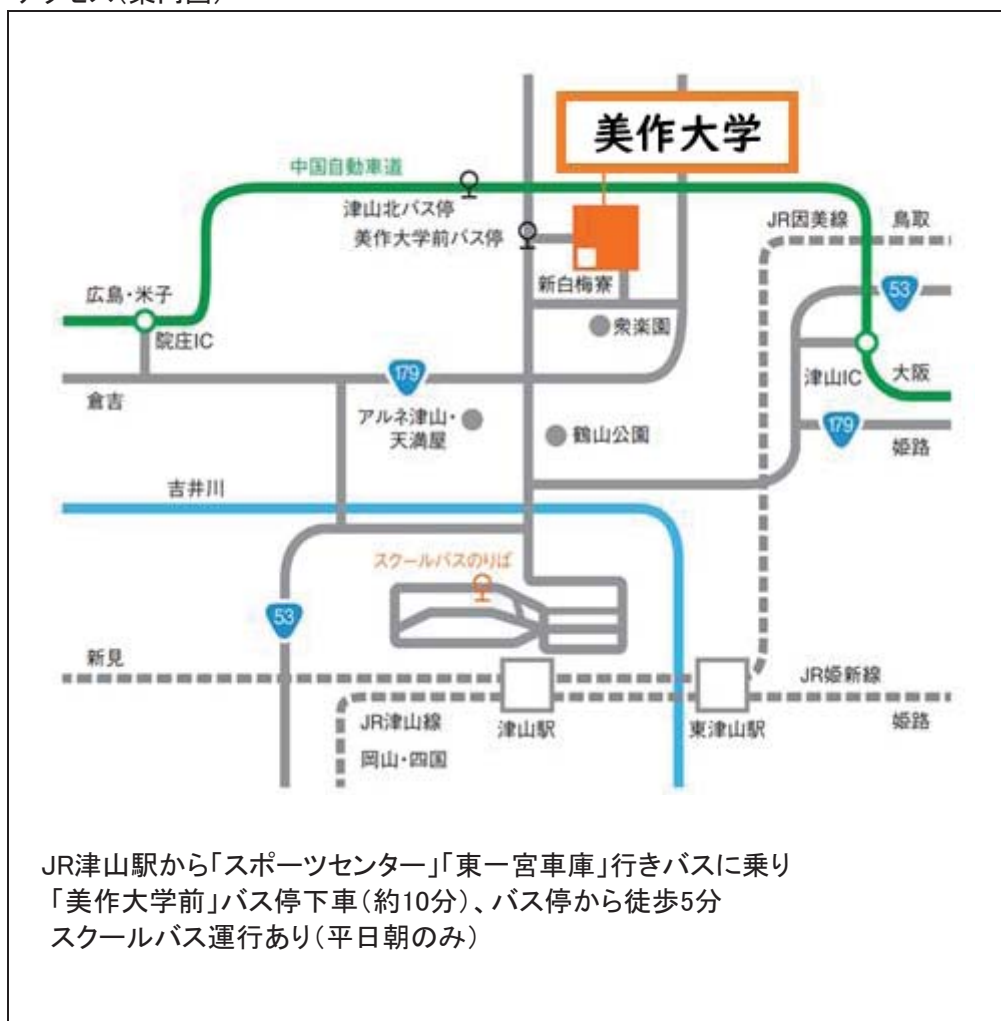 アクセス(案内図)
美作大学
中国自動車道
津山北バス停
美作大学前バス停
JR因美線
鳥取
新白梅寮
広島・米子
53
衆楽園
院庄IC
179
津山IC
大阪
倉吉
アルネ津山・
天満屋
鶴山公園
179
姫路
吉井川
スクールバスのりば
53
新見
JR姫新線
JR津山線
津山駅
東津山駅
姫路
岡山・四国
JR津山駅から「スポーツセンター」「東一宮車庫」行きバスに乗り
「美作大学前」バス停下車(約10分)、バス停から徒歩5分
スクールバス運行あり(平日朝のみ)